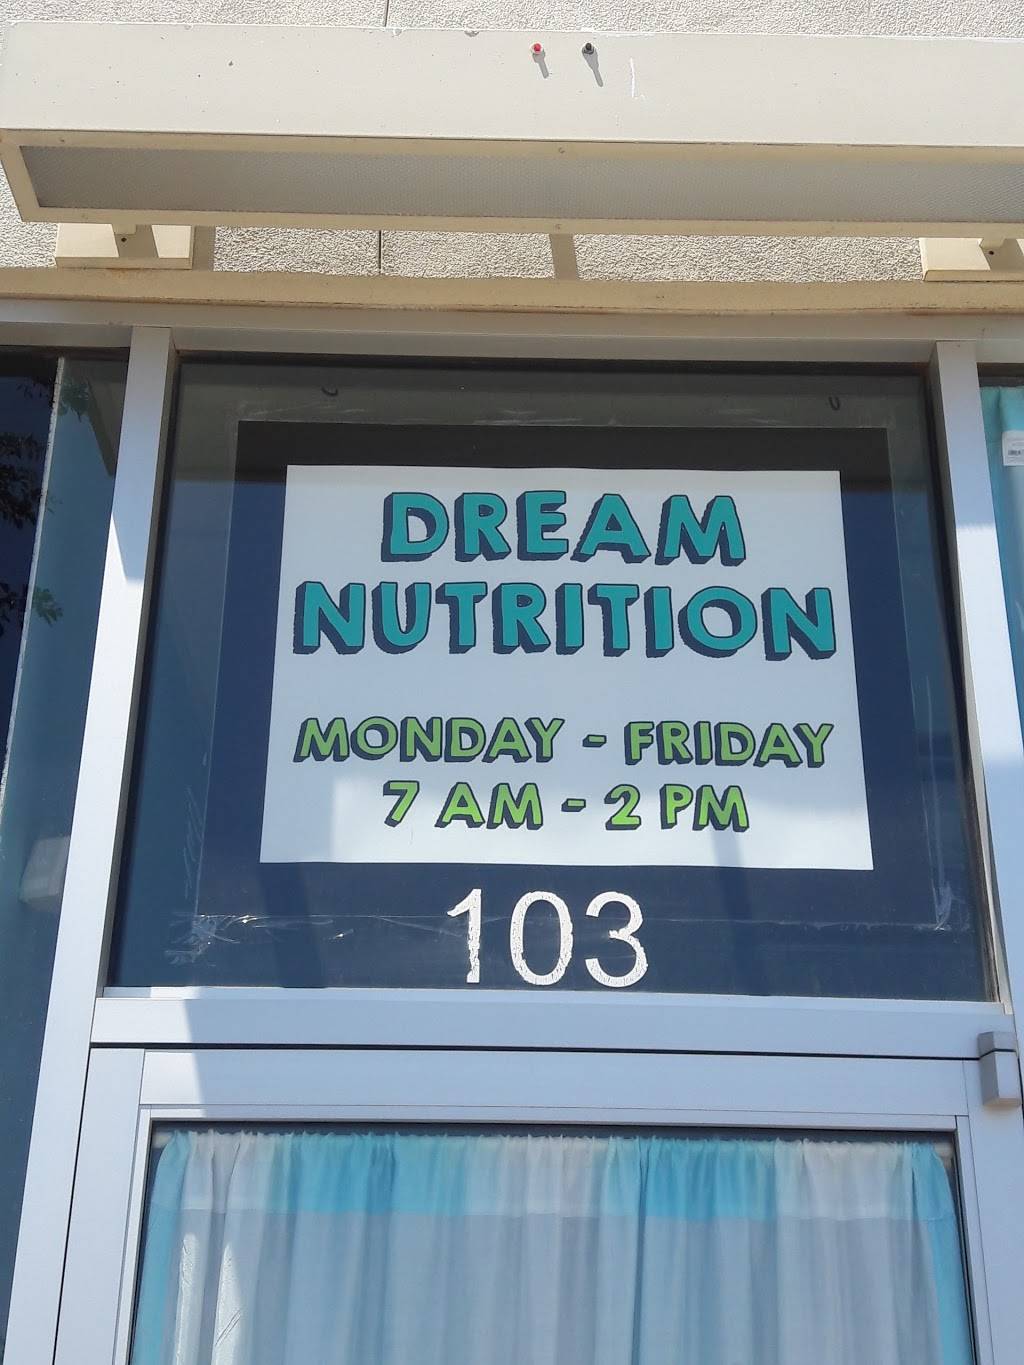 DREAM
NUTRITION
MONDAY - FRIDAY
7 AM - 2 PM
103